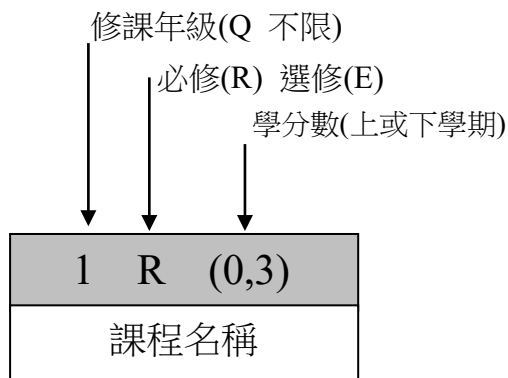 修課年級(Q 不限)
必修(R) 選修(E)
學分數(上或下學期)
1 R (0,3)
課程名稱